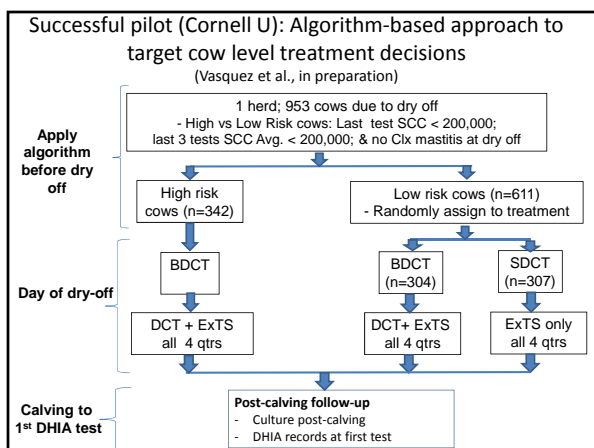 Successful pilot (Cornell U): Algorithm-based approach to
target cow level treatment decisions
(Vasquez et al., in preparation)
Apply
algorithm
before dry
off
1 herd; 953 cows due to dry off
- High vs Low Risk cows: Last test SCC < 200,000;
last 3 tests SCC Avg. < 200,000; & no Clx mastitis at dry off
High risk
cows (n=342)
Low risk cows (n=611)
- Randomly assign to treatment
Day of dry-off
BDCT
BDCT
(n=304)
SDCT
(n=307)
DCT + ExTS
all 4 qtrs
DCT+ ExTS
all 4 qtrs
ExTS only
all 4 qtrs
Calving to
1st DHIA test
Post-calving follow-up
- Culture post-calving
- DHIA records at first test